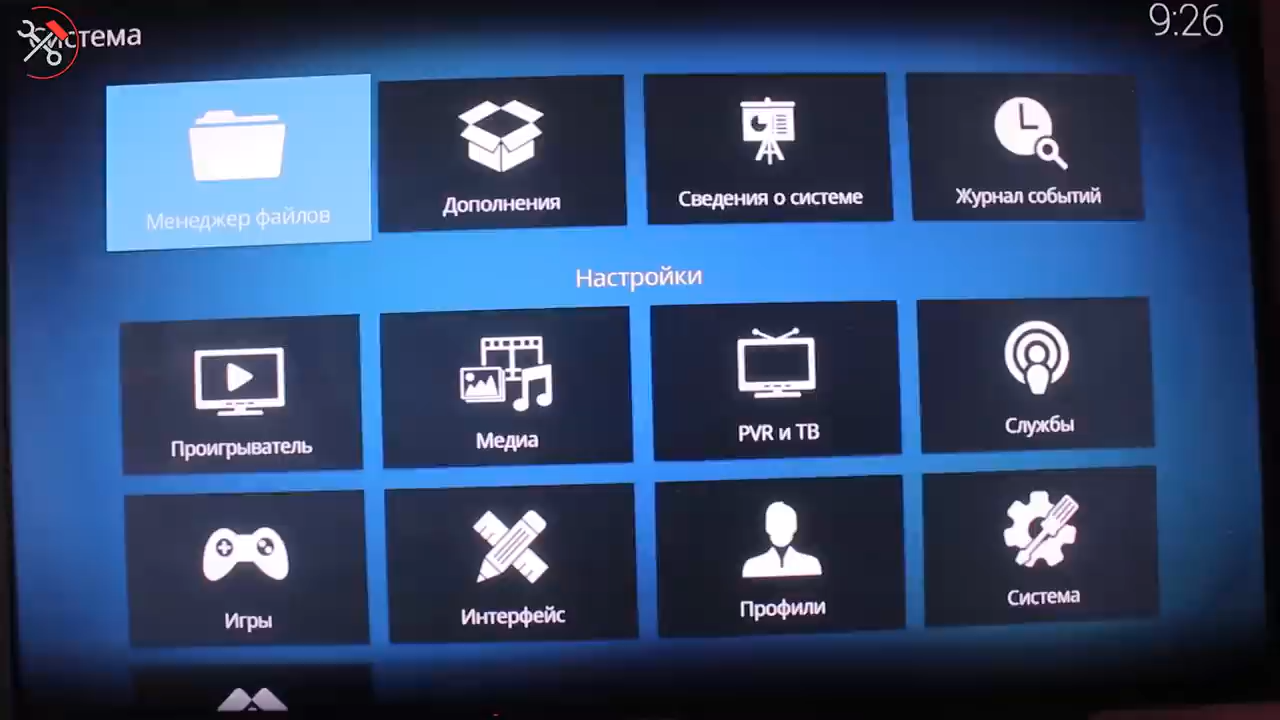 Система
9:26
Менеджер файлов
Дополнения
Сведения о системе
Журнал событий
Настройки
Проигрыватель
Медиа
PVR и ТВ
Службы
Игры
Интерфейс
Профили
Система